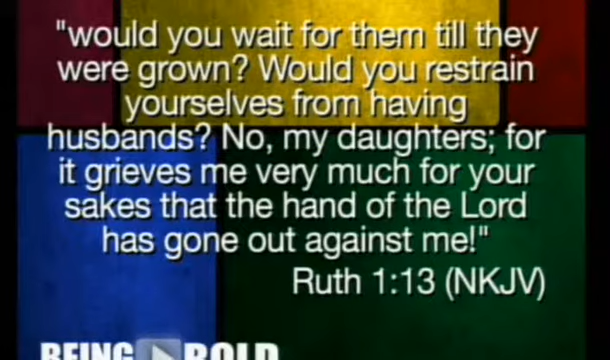 "would you wait for them till they
were grown? Would you restrain
yourselves from having
husbands? No, my daughters; for
it grieves me very much for your
sakes that the hand of the Lord
has gone out against me!"
Ruth 1:13 (NKJV)
BEING BOLD